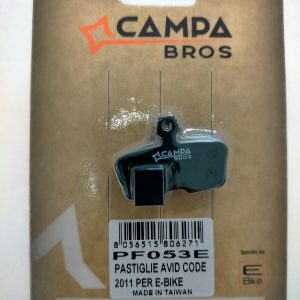 CAMPA
BROS
CAMPA
BROS
8 056515 806271
PF053E
PASTIGLIE AVID CODE
2011 PER E-BIKE
MADE IN TAIWAN
Specific for
E
Bike